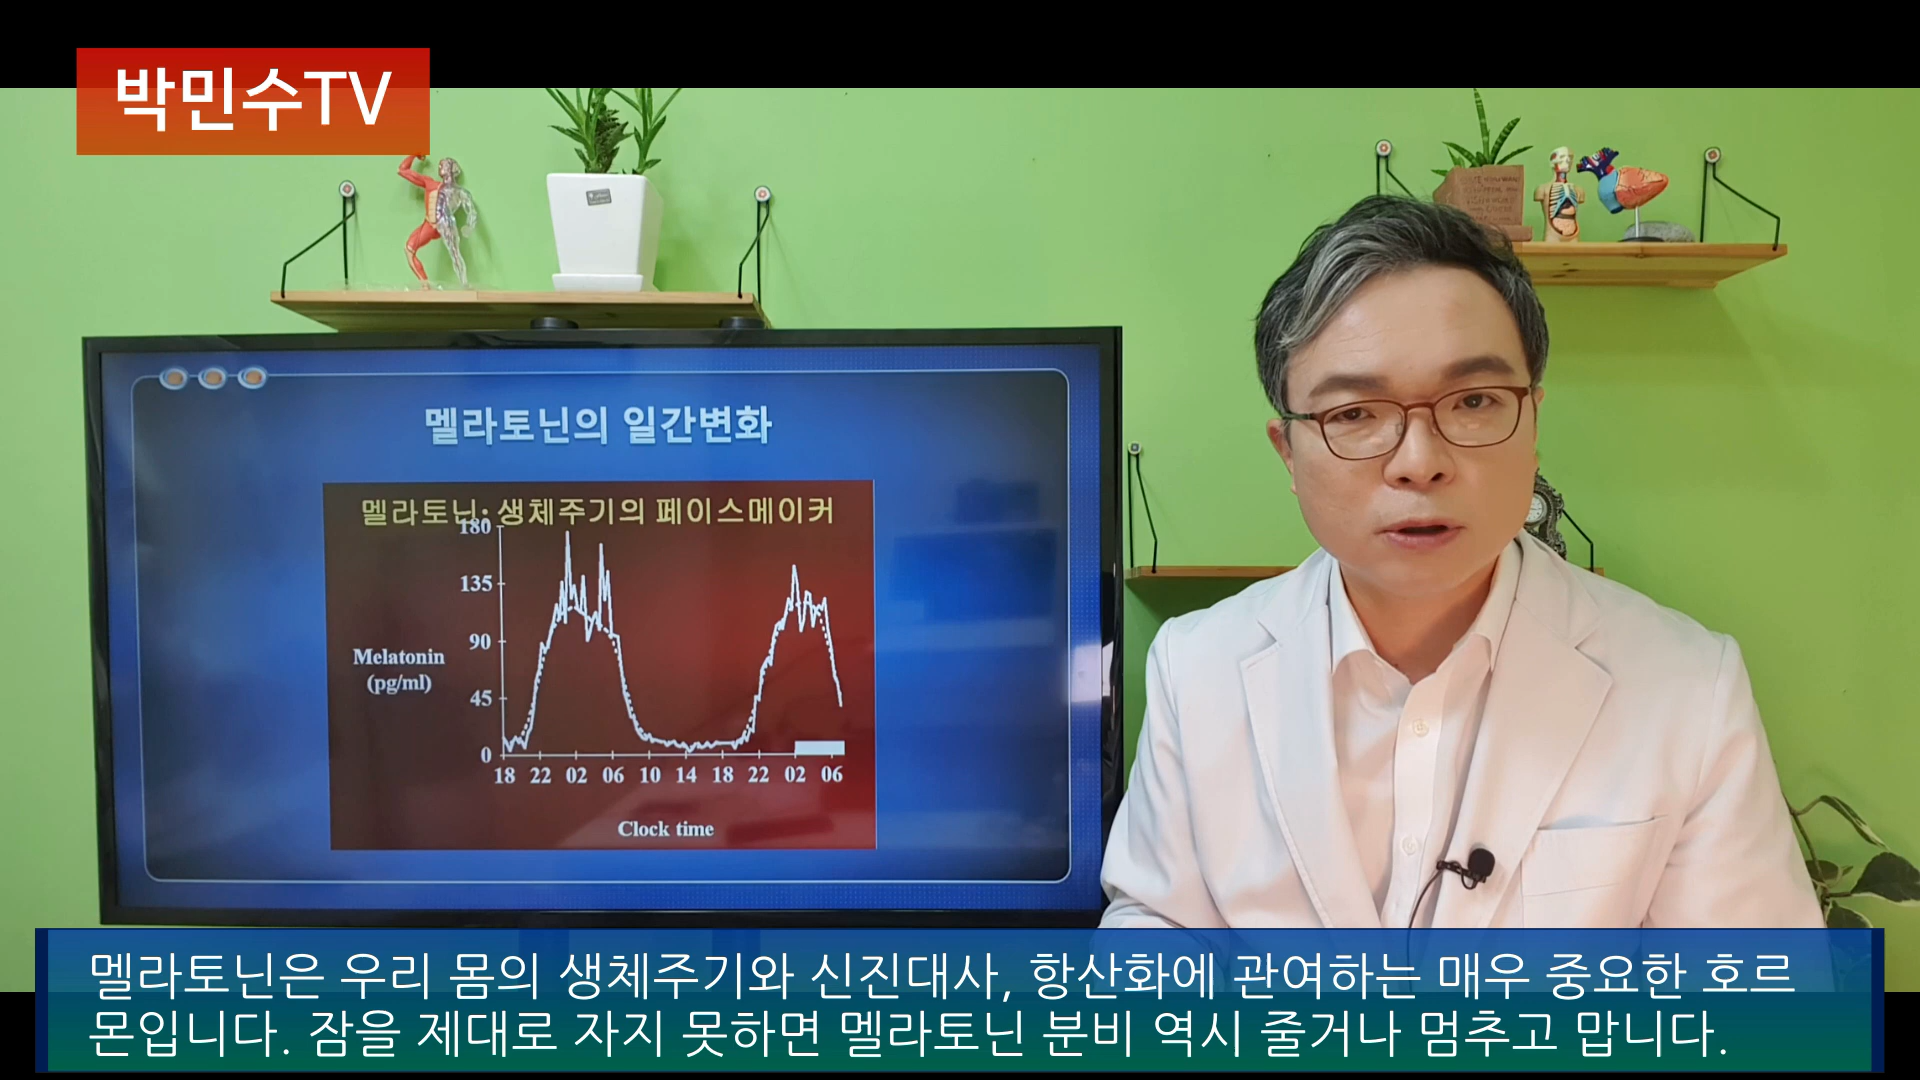 박민수TV
멜라토닌의 일간변화
멜라토닌: 생체주기의 페이스메이커
180
135
90
45
0
Melatonin
(pg/ml)
18 22 02 06 10 14 18 22 02 06
Clock time
멜라토닌은 우리 몸의 생체주기와 신진대사, 항산화에 관여하는 매우 중요한 호르
몬입니다. 잠을 제대로 자지 못하면 멜라토닌 분비 역시 줄거나 멈추고 맙니다.